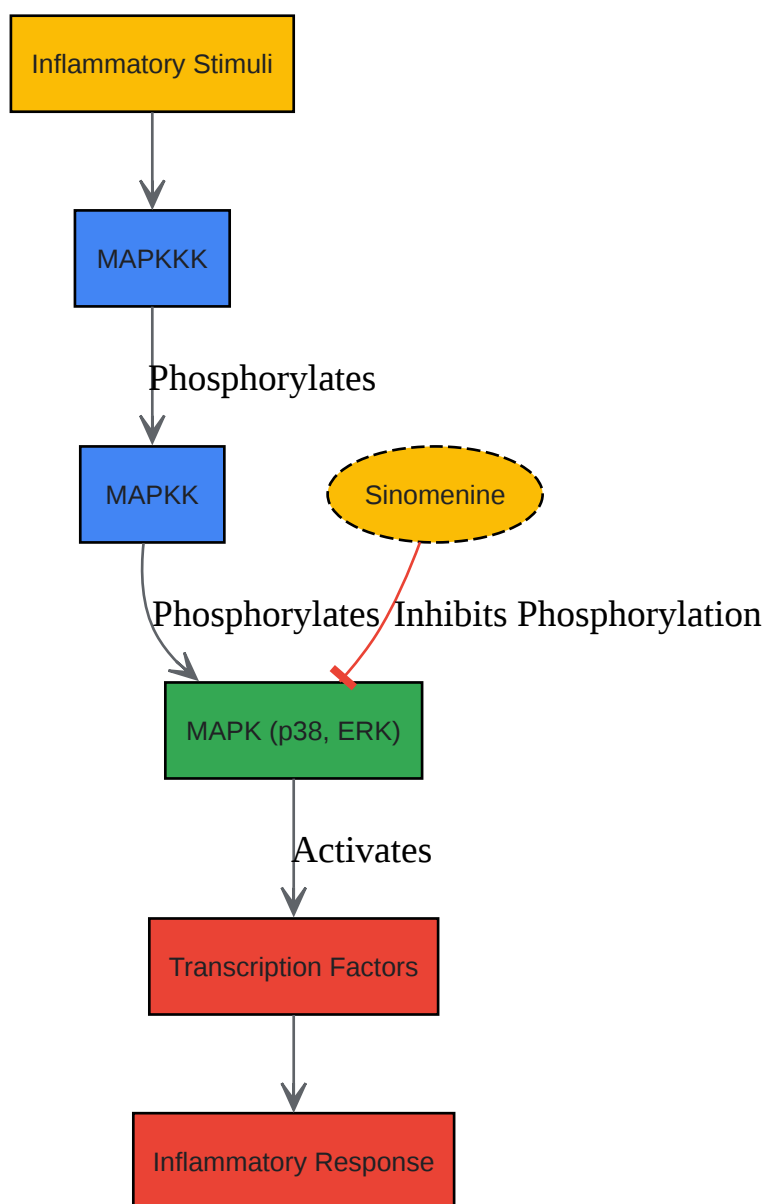 Inflammatory Stimuli
MAPKKK
Phosphorylates
MAPKK
Sinomenine
Phosphorylates
Inhibits Phosphorylation
MAPK (p38, ERK)
Activates
Transcription Factors
Inflammatory Response